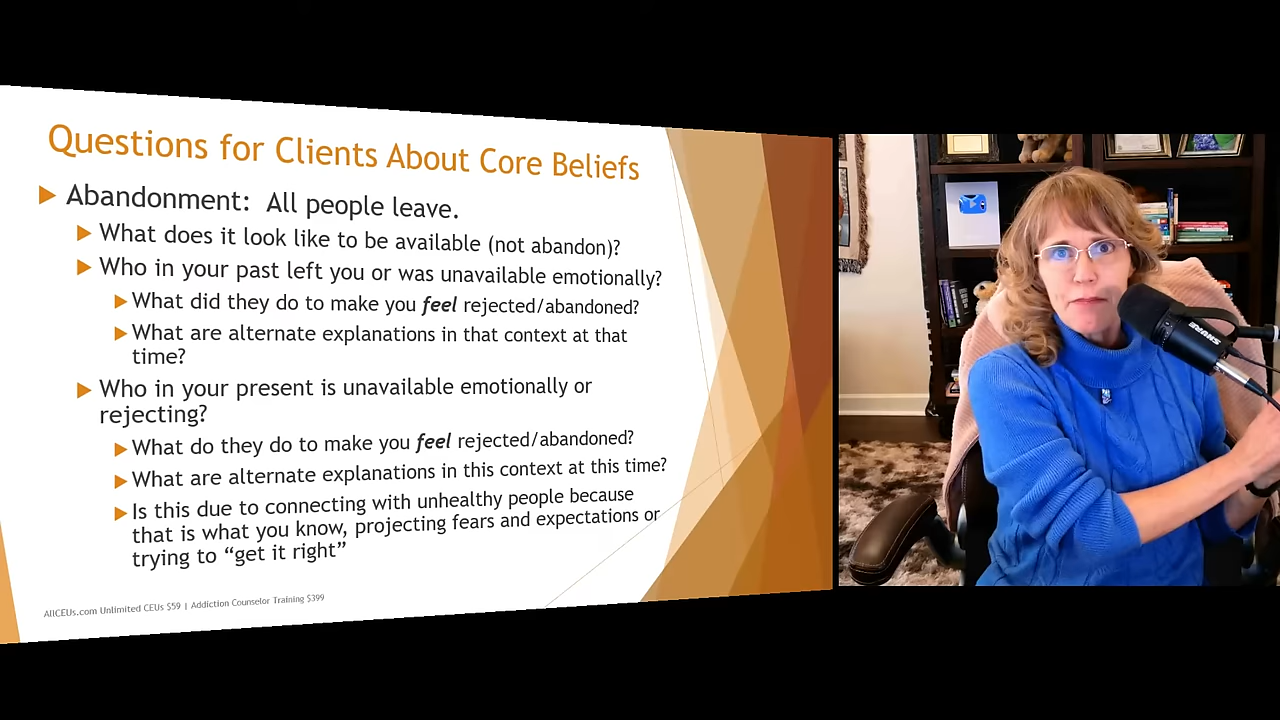 Questions for Clients About Core Beliefs
Abandonment: All people leave.
What does it look like to be available (not abandon)?
Who in your past left you or was unavailable emotionally?
What did they do to make you feel rejected/abandoned?
What are alternate explanations in that context at that
time?
Who in your present is unavailable emotionally or
rejecting?
What do they do to make you feel rejected/abandoned?
What are alternate explanations in this context at this time?
Is this due to connecting with unhealthy people because
that is what you know, projecting fears and expectations or
trying to “get it right”
AllCEUs.com Unlimited CEUs $59 | Addiction Counselor Training $399
SHURE